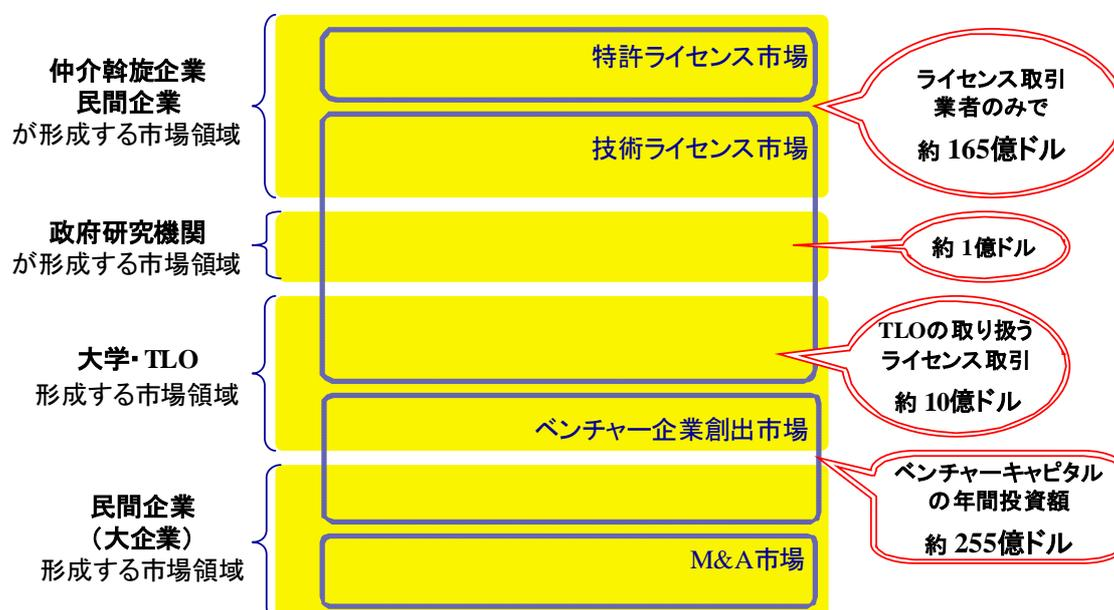 仲介斡旋企業
民間企業
が形成する市場領域
特許ライセンス市場
技術ライセンス市場
ライセンス取引
業者のみで
約 165億ドル
政府研究機関
が形成する市場領域
約 1億ドル
大学・TLO
形成する市場領域
TLOの取り扱う
ライセンス取引
約 10億ドル
ベンチャー企業創出市場
民間企業
（大企業）
形成する市場領域
ベンチャーキャピタル
の年間投資額
約 255億ドル
M&A市場